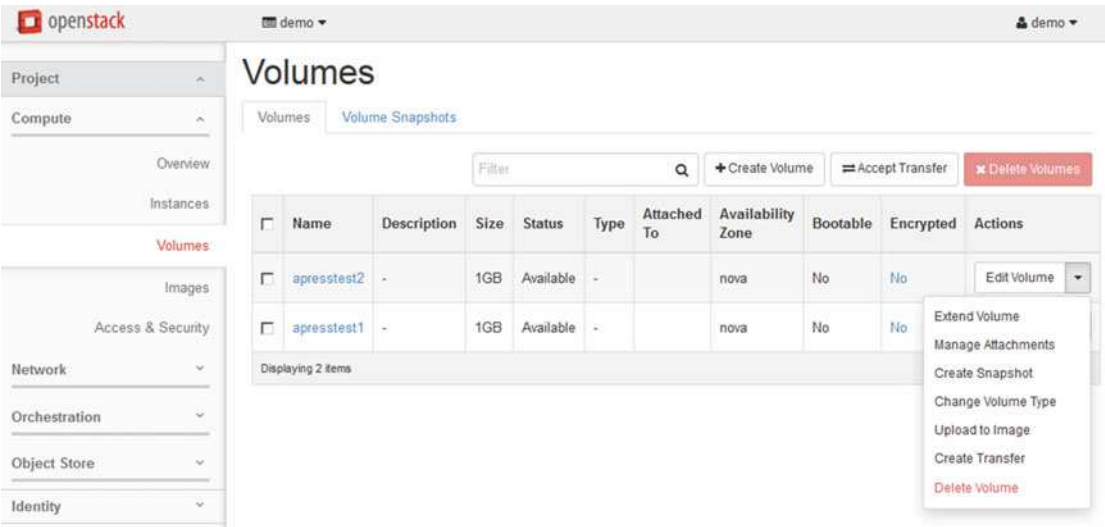 openstack
demo
demo
Project
Compute
Overview
Instances
Volumes
Images
Access & Security
Network
Orchestration
Object Store
Identity
Volumes
Volumes Volume Snapshots
Filter +Create Volume Accept Transfer Delete Volumes
Name Description Size Status Type Attached To Availability Zone Bootable Encrypted Actions
apresstest2 - 1GB Available - nova No No Edit Volume
apresstest1 - 1GB Available - nova No No
Displaying 2 items
Extend Volume
Manage Attachments
Create Snapshot
Change Volume Type
Upload to Image
Create Transfer
Delete Volume